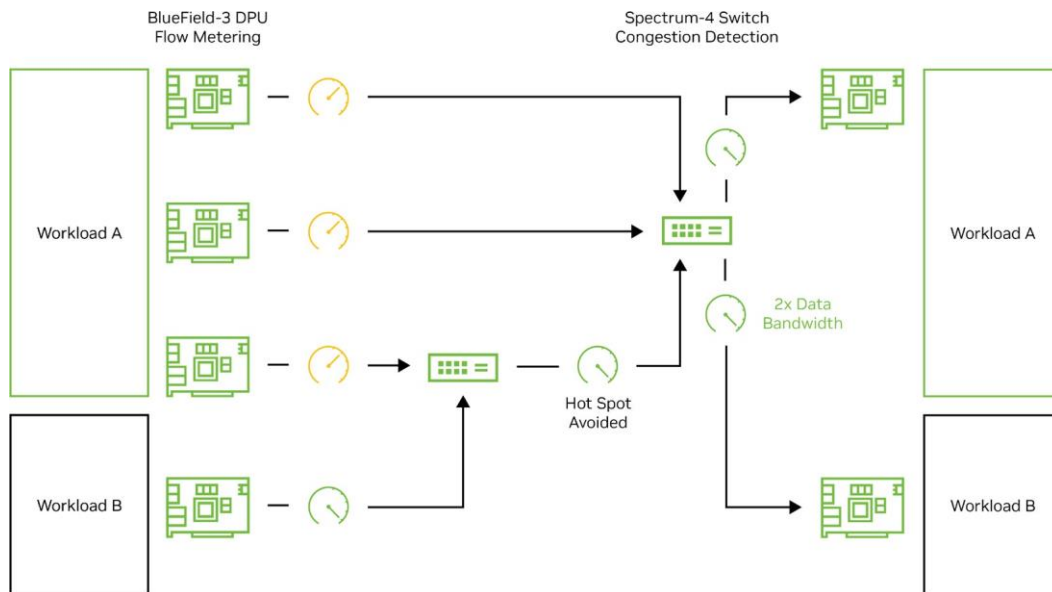 BlueField-3 DPU
Flow Metering
Spectrum-4 Switch
Congestion Detection
Workload A
Workload A
2x Data
Bandwidth
Hot Spot
Avoided
Workload B
Workload B